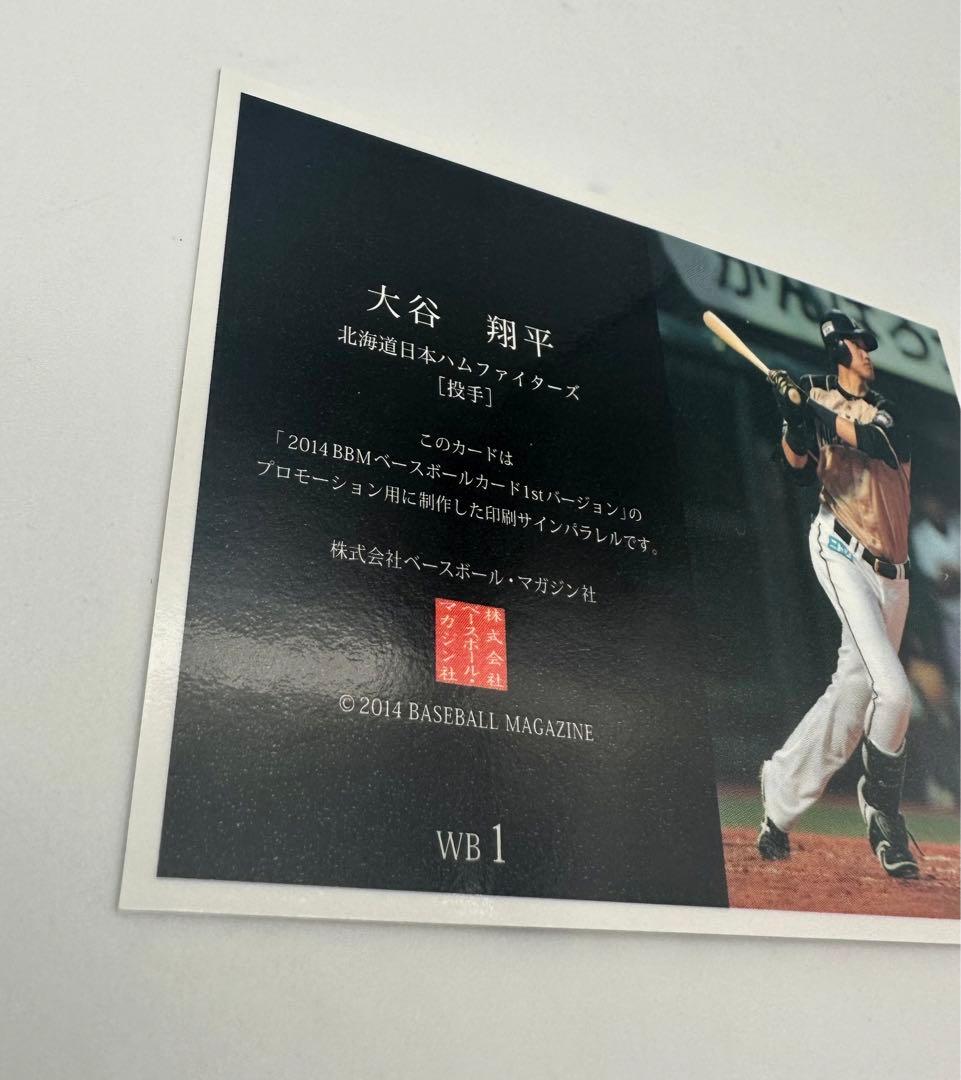 大谷 翔平
北海道日本ハムファイターズ
[投手]
このカードは
「2014 BBMベースボールカード1stバージョン」の
プロモーション用に制作した印刷サインパラレルです。
株式会社ベースボール・マガジン社
株式会社
ベースボール・
マガジン社
© 2014 BASEBALL MAGAZINE
WB 1